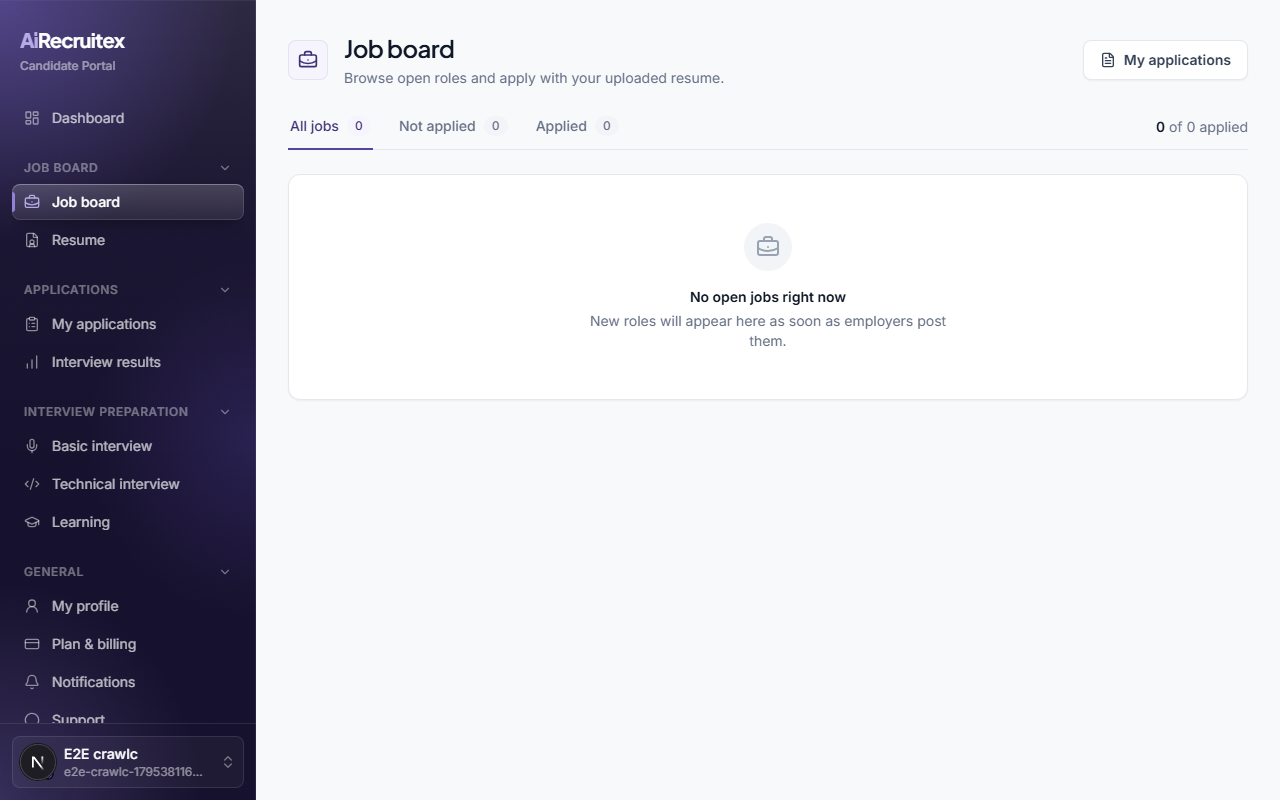 AiRecruitex
Candidate Portal
Dashboard
JOB BOARD
Job board
Resume
APPLICATIONS
My applications
Interview results
INTERVIEW PREPARATION
Basic interview
Technical interview
Learning
GENERAL
My profile
Plan & billing
Notifications
Support
N
E2E crawlc
e2e-crawlc-179538116...
Job board
Browse open roles and apply with your uploaded resume.
My applications
All jobs 0 Not applied 0 Applied 0
0 of 0 applied
No open jobs right now
New roles will appear here as soon as employers post
them.